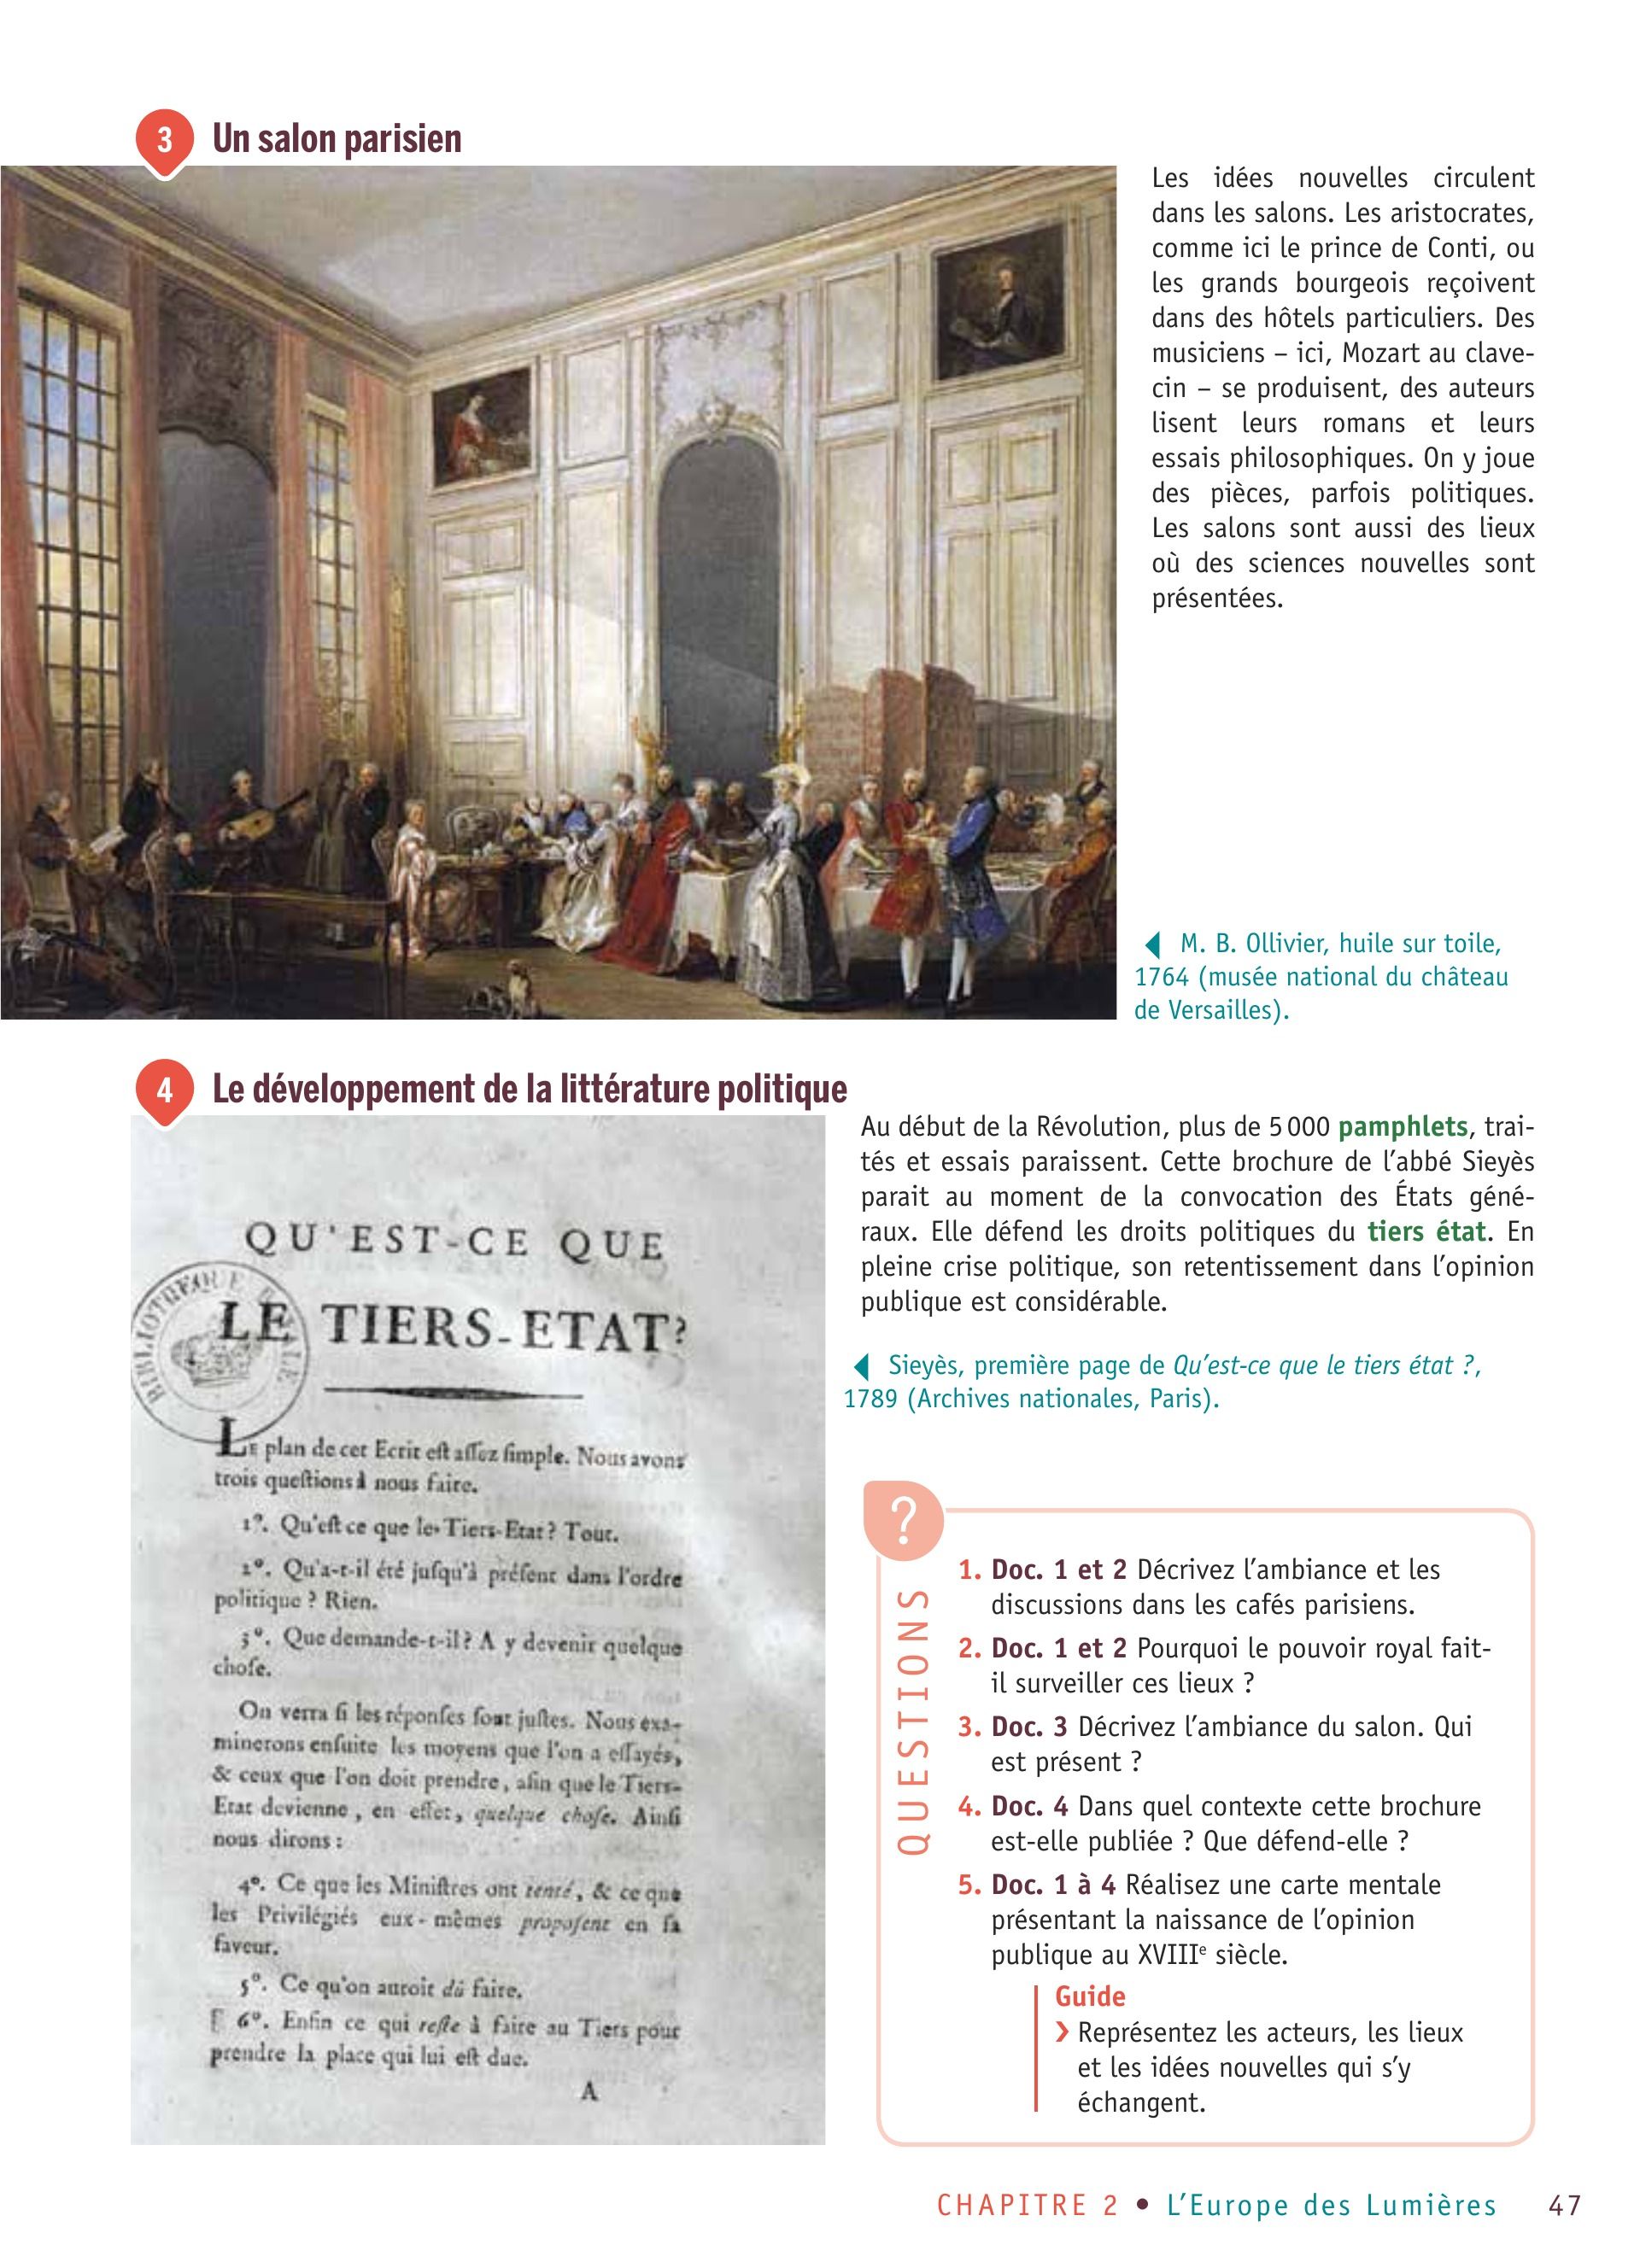 3 Un salon parisien
Les idées nouvelles circulent
dans les salons. Les aristocrates,
comme ici le prince de Conti, ou
les grands bourgeois reçoivent
dans des hôtels particuliers. Des
musiciens – ici, Mozart au clave-
cin – se produisent, des auteurs
lisent leurs romans et leurs
essais philosophiques. On y joue
des pièces, parfois politiques.
Les salons sont aussi des lieux
où des sciences nouvelles sont
présentées.
◀ M. B. Ollivier, huile sur toile,
1764 (musée national du château
de Versailles).
4 Le développement de la littérature politique
QU'EST-CE QUE
LE TIERS-ETAT?
BIBLIOTHEQUE ROYALE
LE plan de cet Ecrit eſt aſſez ſimple. Nous avons
trois queſtions à nous faire.
1º. Qu'eſt ce que le Tiers-Etat? Tout.
2º. Qu'a-t-il été juſqu'à préſent dans l'ordre
politique ? Rien.
3º. Que demande-t-il? A y devenir quelque
choſe.
On verra ſi les réponſes ſont juſtes. Nous exa-
minerons enſuite les moyens que l'on a eſſayés,
& ceux que l'on doit prendre, afin que le Tiers-
Etat devienne, en effet, quelque choſe. Ainſi
nous dirons :
4º. Ce que les Miniſtres ont tenté, & ce que
les Privilégiés eux-mêmes propoſent en ſa
faveur.
5º. Ce qu'on auroit dû faire.
6º. Enfin ce qui reſte à faire au Tiers pour
prendre la place qui lui eſt due.
A
Au début de la Révolution, plus de 5 000 pamphlets, trai-
tés et essais paraissent. Cette brochure de l'abbé Sieyès
parait au moment de la convocation des États géné-
raux. Elle défend les droits politiques du tiers état. En
pleine crise politique, son retentissement dans l'opinion
publique est considérable.
◀ Sieyès, première page de Qu'est-ce que le tiers état ?,
1789 (Archives nationales, Paris).
?
QUESTIONS
1. Doc. 1 et 2 Décrivez l'ambiance et les
discussions dans les cafés parisiens.
2. Doc. 1 et 2 Pourquoi le pouvoir royal fait-
il surveiller ces lieux ?
3. Doc. 3 Décrivez l'ambiance du salon. Qui
est présent ?
4. Doc. 4 Dans quel contexte cette brochure
est-elle publiée ? Que défend-elle ?
5. Doc. 1 à 4 Réalisez une carte mentale
présentant la naissance de l'opinion
publique au XVIIIe siècle.
Guide
› Représentez les acteurs, les lieux
et les idées nouvelles qui s'y
échangent.
CHAPITRE 2 • L'Europe des Lumières 47